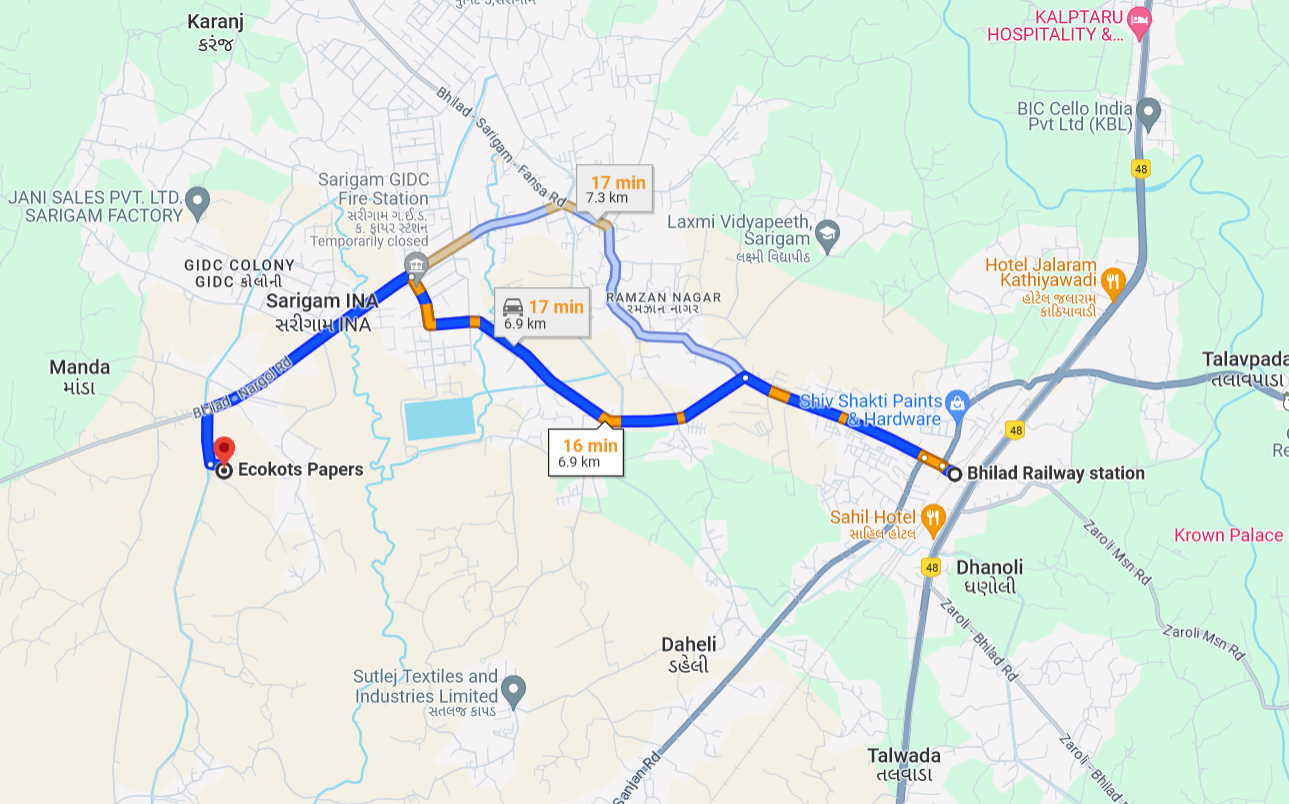 Karanj
કરંજ
KALPTARU
HOSPITALITY &...
Bhilad - Sarigam - Fansa Rd
BIC Cello India
Pvt Ltd (KBL)
48
Sarigam GIDC
Fire Station
સરીગામ ગ.ઈ.ડ.
ક. ફાયર સ્ટેશન
Temporarily closed
17 min
7.3 km
JANI SALES PVT. LTD.
SARIGAM FACTORY
Laxmi Vidyapeeth,
Sarigam
લક્ષ્મી વિદ્યાપીઠ
GIDC COLONY
GIDC કોલોની
Sarigam INA
સરીગામ INA
17 min
6.9 km
RAMZAN NAGAR
રમઝાન નાગર
Hotel Jalaram
Kathiyawadi
હોટેલ જલારામ
કાઠિયાવાડી
Manda
માંડા
Bhilad - Nargol Rd
Talavpada
તલાવપાડા
Shiv Shakti Paints
& Hardware
48
16 min
6.9 km
Ecokots Papers
Bhilad Railway station
Sahil Hotel
સાહિલ હોટલ
Krown Palace
Zaroli Msn Rd
48
Dhanoli
ઘણોલી
Zaroli - Bhilad Rd
Zaroli Msn Rd
Daheli
ડહેલી
Sutlej Textiles and
Industries Limited
સતલજ કાપડ
Sanjan Rd
Talwada
તલવાડા
Zaroli - Bhilad